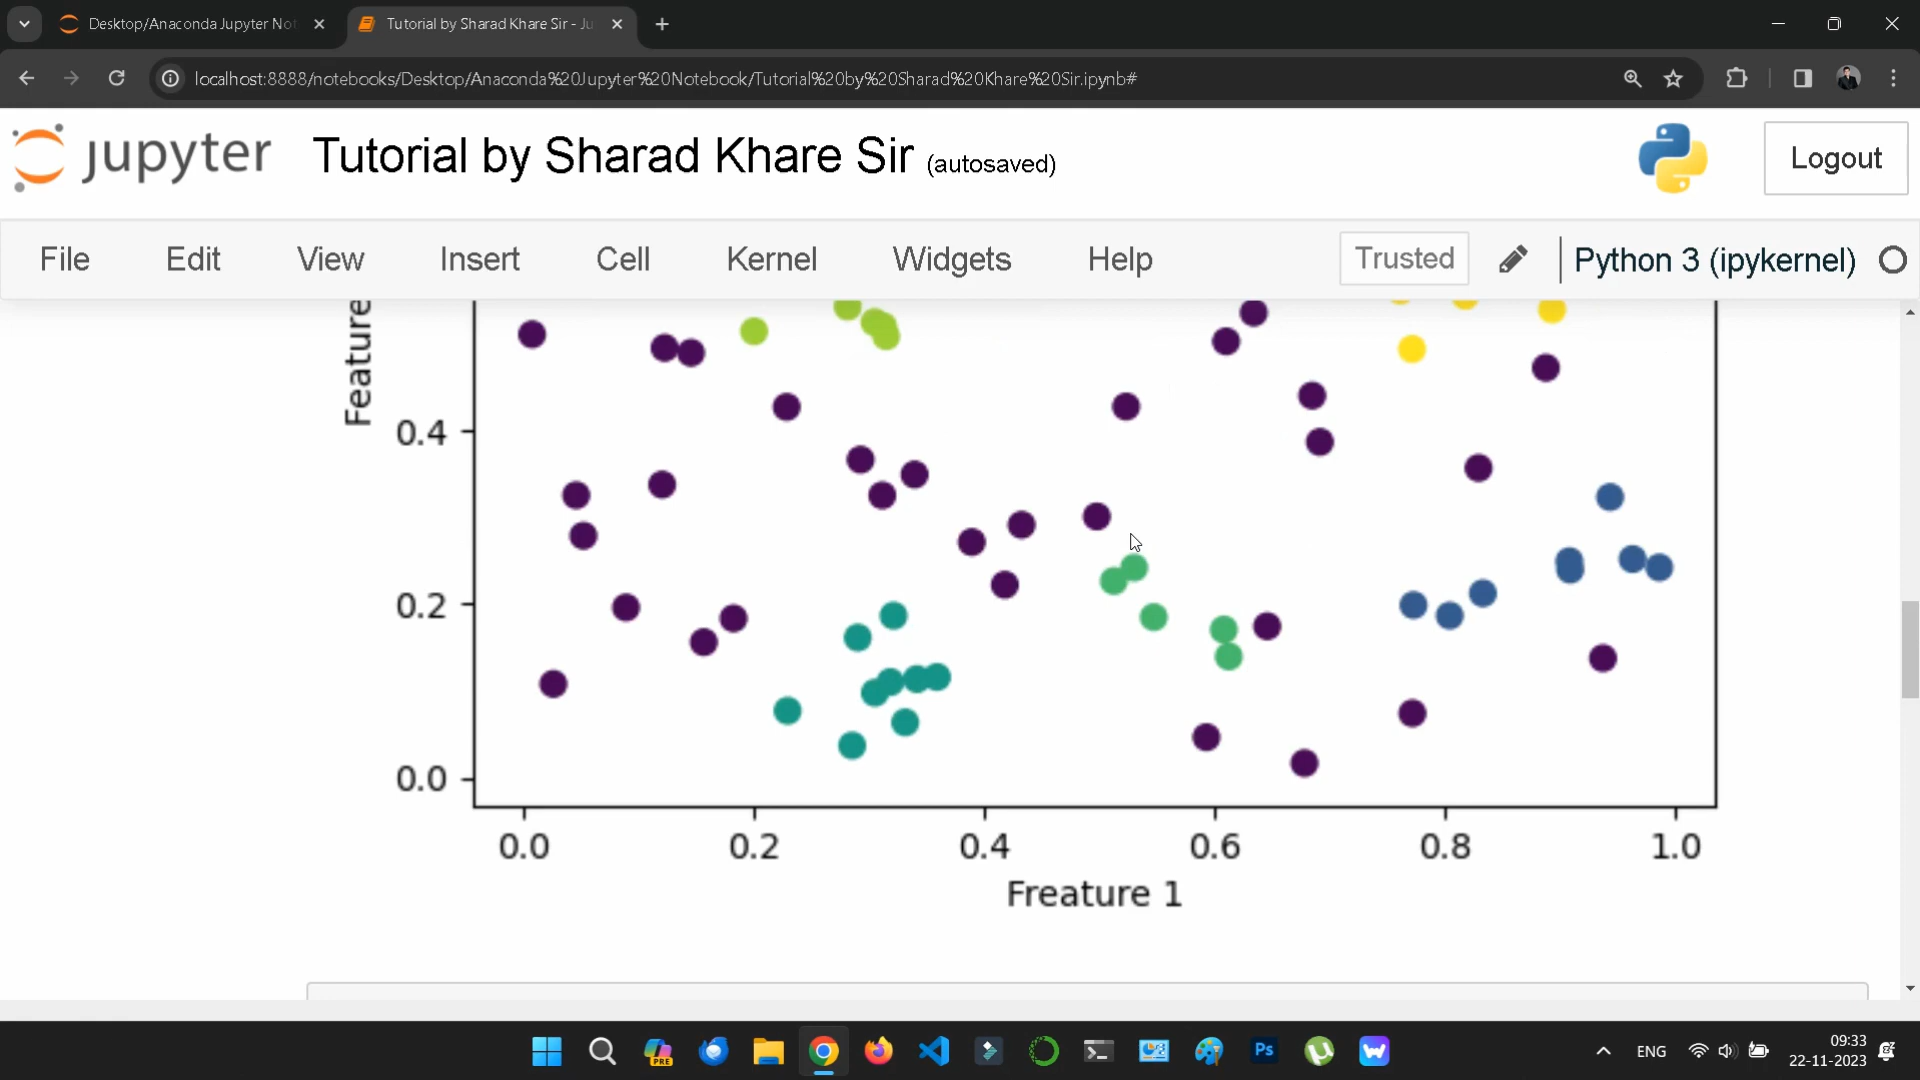 Desktop/Anaconda Jupyter Not
Tutorial by Sharad Khare Sir - Ju
localhost:8888/notebooks/Desktop/Anaconda%20Jupyter%20Notebook/Tutorial%20by%20Sharad%20Khare%20Sir.ipynb#
jupyter
Tutorial by Sharad Khare Sir (autosaved)
Logout
File Edit View Insert Cell Kernel Widgets Help Trusted Python 3 (ipykernel)
Feature
0.4
0.2
0.0
0.0 0.2 0.4 0.6 0.8 1.0
Freature 1
PRE
Ps
ENG
09:33
22-11-2023